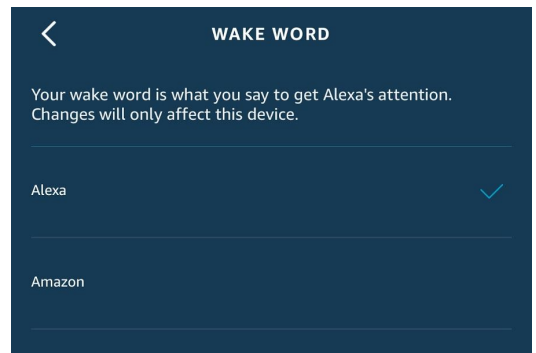 WAKE WORD
Your wake word is what you say to get Alexa's attention.
Changes will only affect this device.
Alexa
Amazon